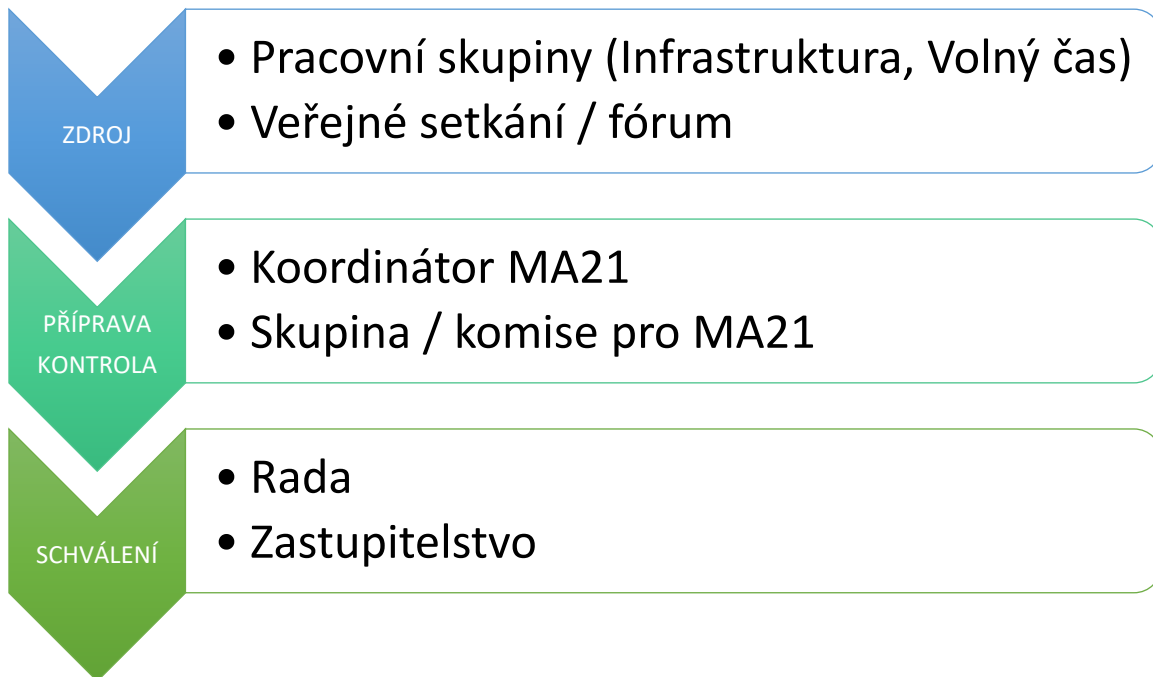 ZDROJ
• Pracovní skupiny (Infrastruktura, Volný čas)
• Veřejné setkání / fórum
PŘÍPRAVA
KONTROLA
• Koordinátor MA21
• Skupina / komise pro MA21
SCHVÁLENÍ
• Rada
• Zastupitelstvo